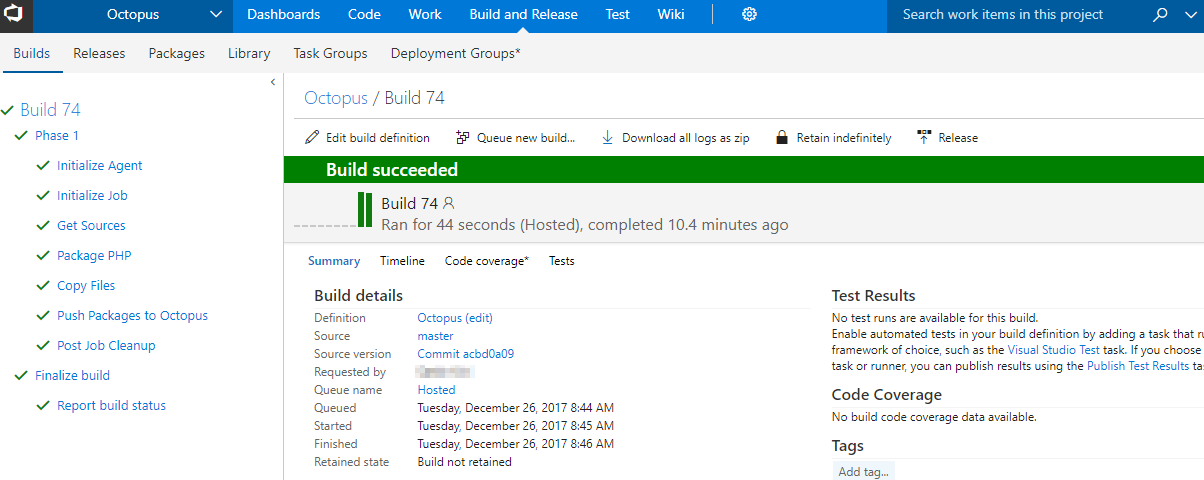 Octopus Dashboards Code Work Build and Release Test Wiki Search work items in this project
Builds Releases Packages Library Task Groups Deployment Groups*
Build 74
Phase 1
Initialize Agent
Initialize Job
Get Sources
Package PHP
Copy Files
Push Packages to Octopus
Post Job Cleanup
Finalize build
Report build status
Octopus / Build 74
Edit build definition Queue new build... Download all logs as zip Retain indefinitely Release
Build succeeded
Build 74
Ran for 44 seconds (Hosted), completed 10.4 minutes ago
Summary Timeline Code coverage* Tests
Build details
Definition Octopus (edit)
Source master
Source version Commit acbd0a09
Requested by
Queue name Hosted
Queued Tuesday, December 26, 2017 8:44 AM
Started Tuesday, December 26, 2017 8:45 AM
Finished Tuesday, December 26, 2017 8:46 AM
Retained state Build not retained
Test Results
No test runs are available for this build.
Enable automated tests in your build definition by adding a task that
framework of choice, such as the Visual Studio Test task. If you choose
task or runner, you can publish results using the Publish Test Results
Code Coverage
No build code coverage data available.
Tags
Add tag...